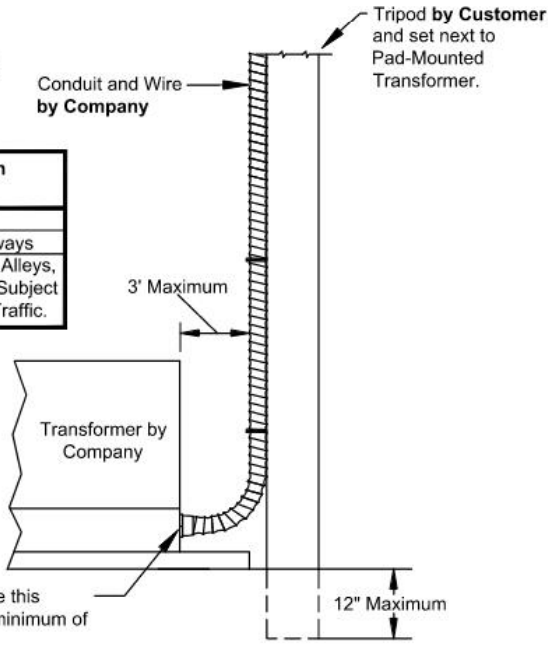 Tripod by Customer
and set next to
Pad-Mounted
Transformer.
Conduit and Wire
by Company
ways
Alleys,
Subject
Traffic.
3' Maximum
Transformer by
Company
this
minimum of
12" Maximum